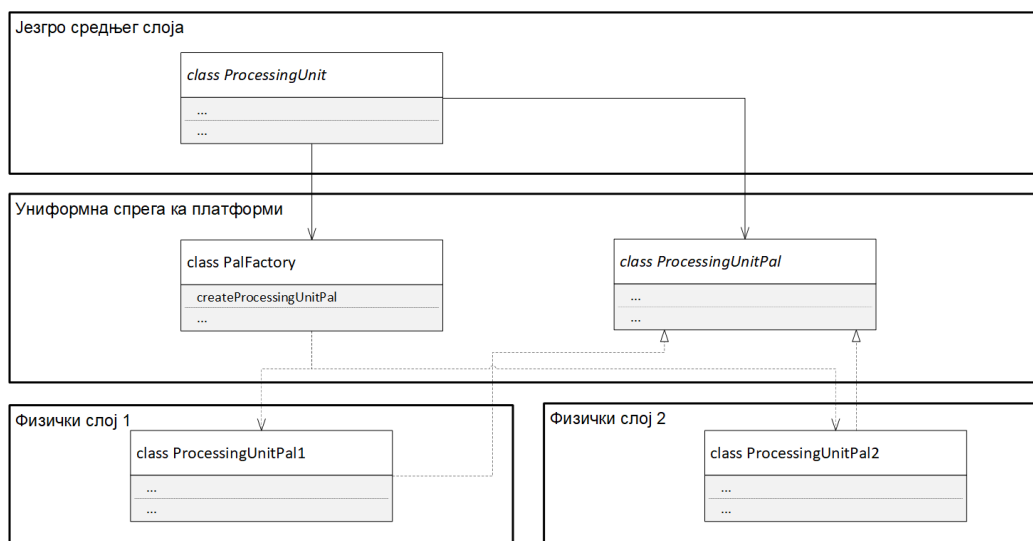 Језгро средњег слоја
class ProcessingUnit
...
...
Униформна спрега ка платформи
class PalFactory
createProcessingUnitPal
...
class ProcessingUnitPal
...
...
Физички слој 1
class ProcessingUnitPal1
...
...
Физички слој 2
class ProcessingUnitPal2
...
...